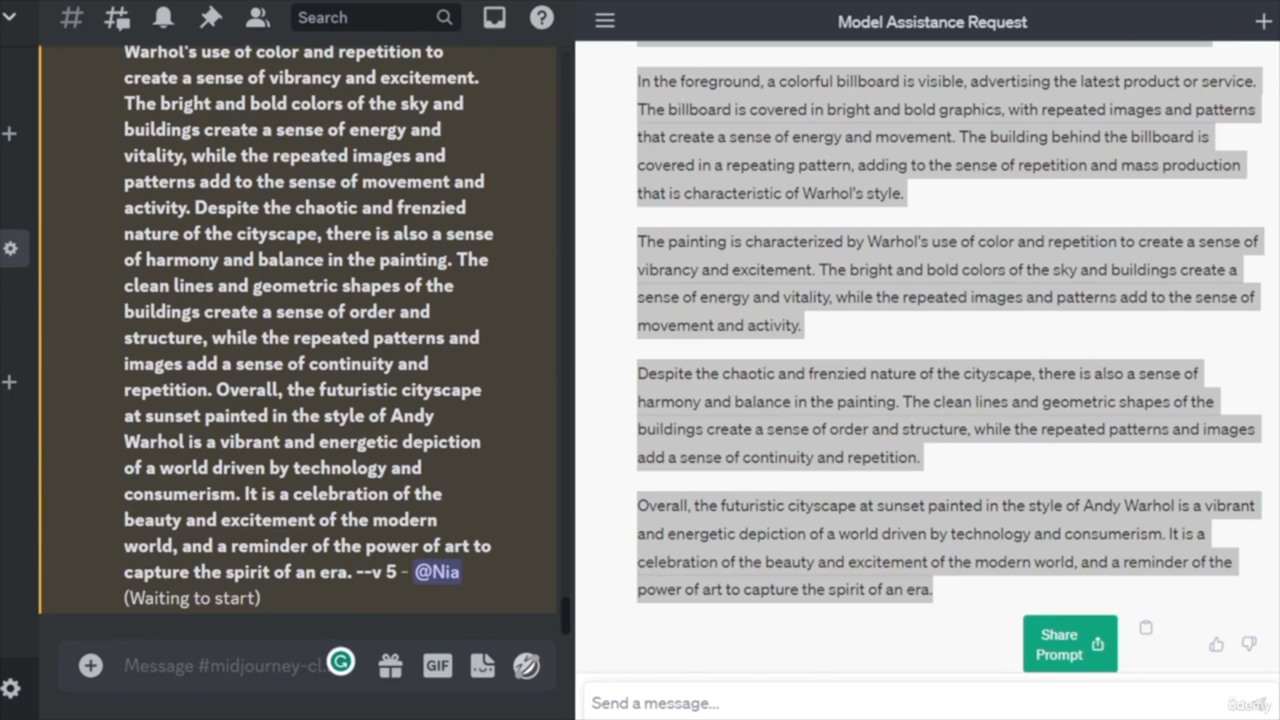 Search
Warhol's use of color and repetition to
create a sense of vibrancy and excitement.
The bright and bold colors of the sky and
buildings create a sense of energy and
vitality, while the repeated images and
patterns add to the sense of movement and
activity. Despite the chaotic and frenzied
nature of the cityscape, there is also a sense
of harmony and balance in the painting. The
clean lines and geometric shapes of the
buildings create a sense of order and
structure, while the repeated patterns and
images add a sense of continuity and
repetition. Overall, the futuristic cityscape
at sunset painted in the style of Andy
Warhol is a vibrant and energetic depiction
of a world driven by technology and
consumerism. It is a celebration of the
beauty and excitement of the modern
world, and a reminder of the power of art to
capture the spirit of an era. --v 5 - @Nia
(Waiting to start)
Message #midjourney-cl...
GIF
Model Assistance Request
In the foreground, a colorful billboard is visible, advertising the latest product or service.
The billboard is covered in bright and bold graphics, with repeated images and patterns
that create a sense of energy and movement. The building behind the billboard is
covered in a repeating pattern, adding to the sense of repetition and mass production
that is characteristic of Warhol's style.
The painting is characterized by Warhol's use of color and repetition to create a sense of
vibrancy and excitement. The bright and bold colors of the sky and buildings create a
sense of energy and vitality, while the repeated images and patterns add to the sense of
movement and activity.
Despite the chaotic and frenzied nature of the cityscape, there is also a sense of
harmony and balance in the painting. The clean lines and geometric shapes of the
buildings create a sense of order and structure, while the repeated patterns and images
add a sense of continuity and repetition.
Overall, the futuristic cityscape at sunset painted in the style of Andy Warhol is a vibrant
and energetic depiction of a world driven by technology and consumerism. It is a
celebration of the beauty and excitement of the modern world, and a reminder of the
power of art to capture the spirit of an era.
Share
Prompt
Send a message...
ûdemy